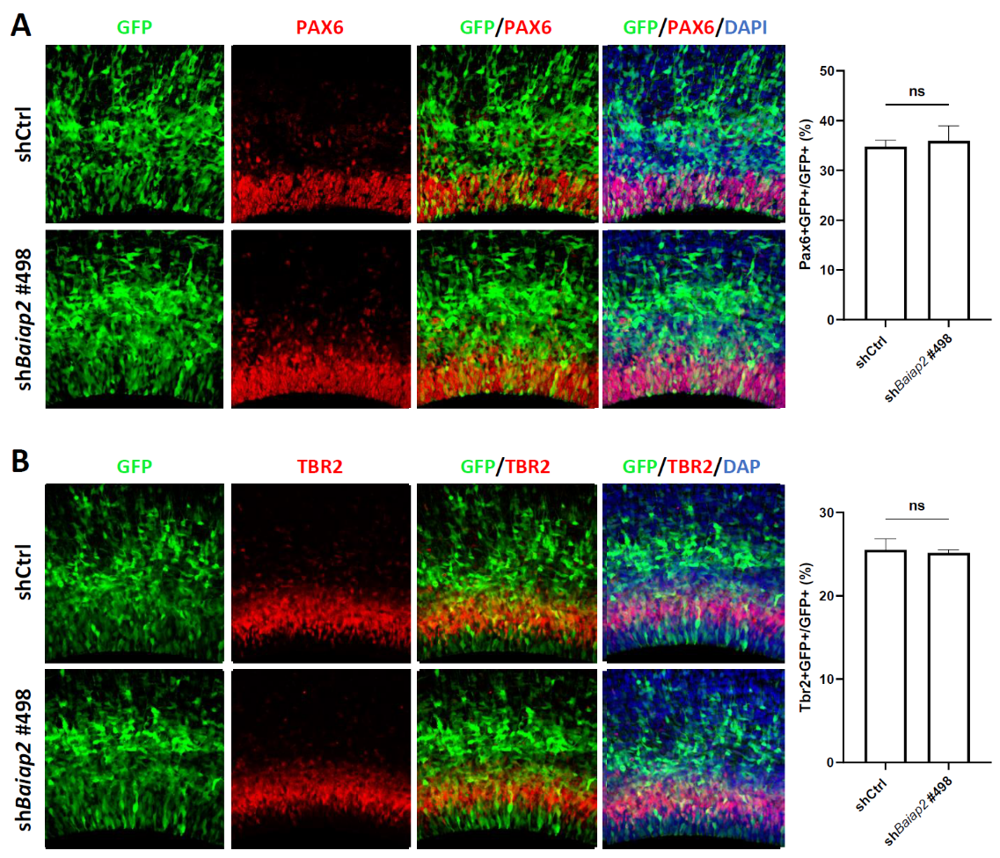 A
GFP
PAX6
GFP/PAX6
GFP/PAX6/DAPI
shCtrl
shBaiap2 #498
50
40
30
20
10
0
Pax6+GFP+/GFP+ (%)
ns
shCtrl
shBaiap2 #498
B
GFP
TBR2
GFP/TBR2
GFP/TBR2/DAP
shCtrl
shBaiap2 #498
30
20
10
0
Tbr2+GFP+/GFP+ (%)
ns
shCtrl
shBaiap2 #498